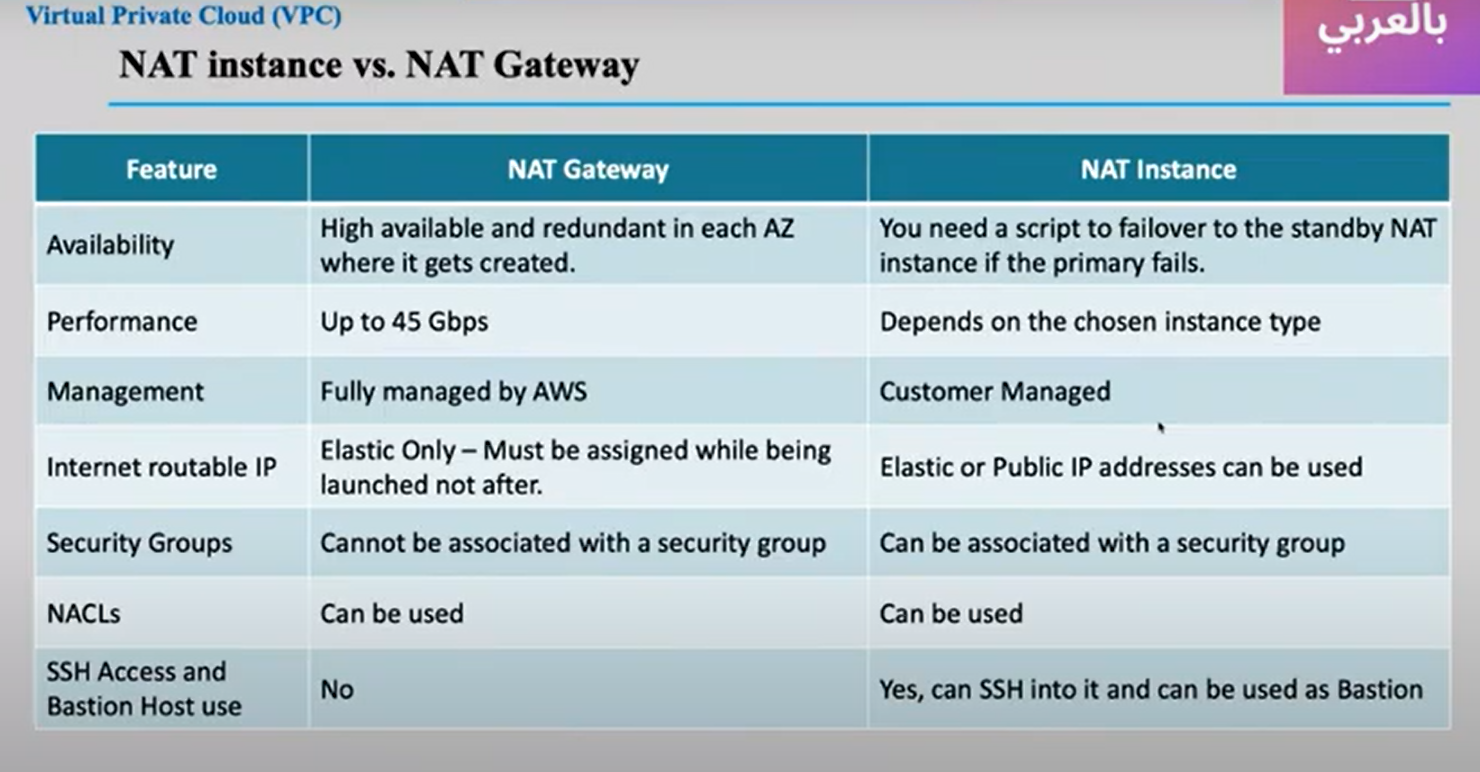 Virtual Private Cloud (VPC)
بالعربي
NAT instance vs. NAT Gateway
Feature
NAT Gateway
NAT Instance
Availability
High available and redundant in each AZ
where it gets created.
You need a script to failover to the standby NAT
instance if the primary fails.
Performance
Up to 45 Gbps
Depends on the chosen instance type
Management
Fully managed by AWS
Customer Managed
Internet routable IP
Elastic Only – Must be assigned while being
launched not after.
Elastic or Public IP addresses can be used
Security Groups
Cannot be associated with a security group
Can be associated with a security group
NACLs
Can be used
Can be used
SSH Access and
Bastion Host use
No
Yes, can SSH into it and can be used as Bastion